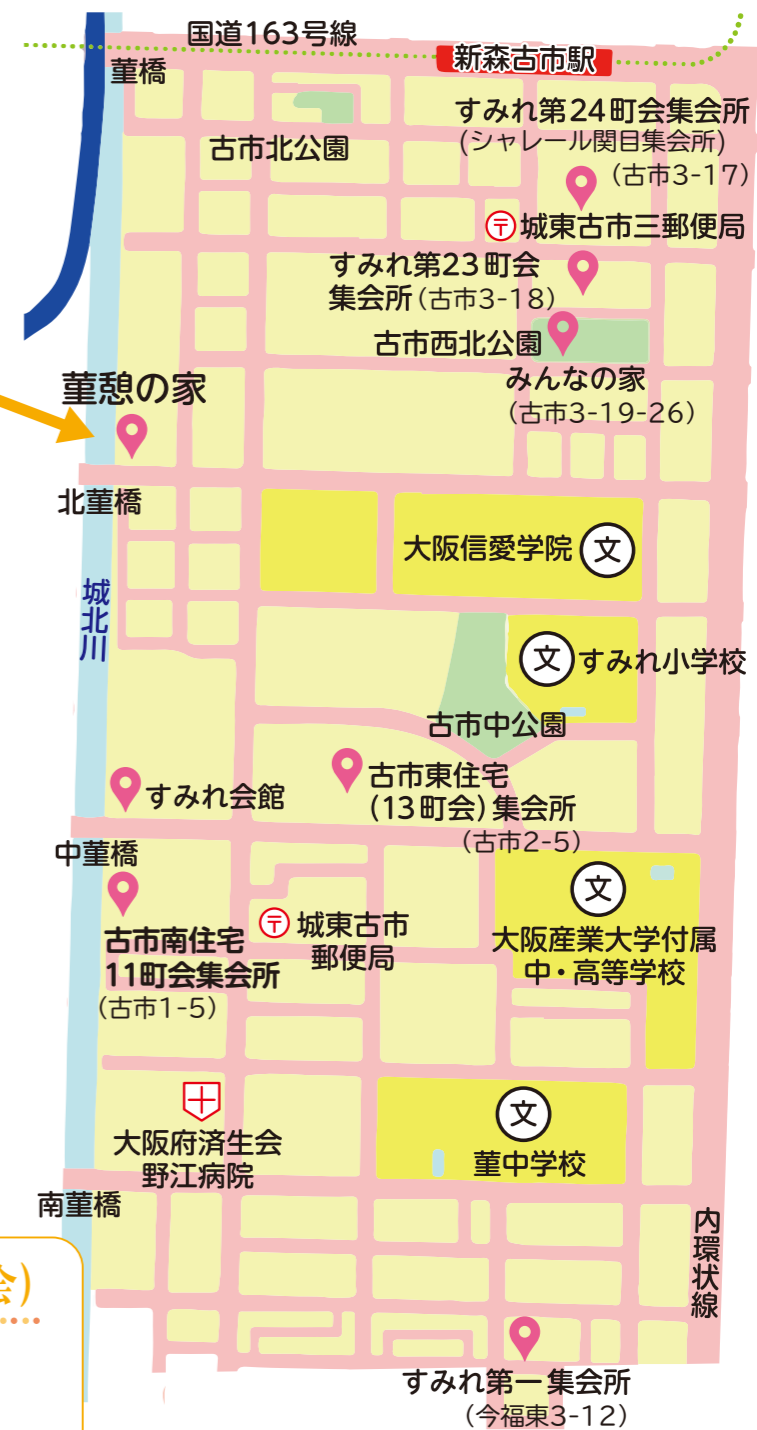 国道163号線
新森古市駅
菫橋
すみれ第24町会集会所
(シャレール関目集会所)
(古市3-17)
古市北公園
〒 城東古市三郵便局
すみれ第23町会
集会所(古市3-18)
古市西北公園
みんなの家
(古市3-19-26)
菫憩の家
北菫橋
大阪信愛学院 文
城北川
文 すみれ小学校
古市中公園
すみれ会館
古市東住宅
(13町会)集会所
(古市2-5)
中菫橋
文
大阪産業大学付属
中・高等学校
〒 城東古市
郵便局
古市南住宅
11町会集会所
(古市1-5)
大阪府済生会
野江病院
文
菫中学校
南菫橋
内環状線
会)
すみれ第一集会所
(今福東3-12)